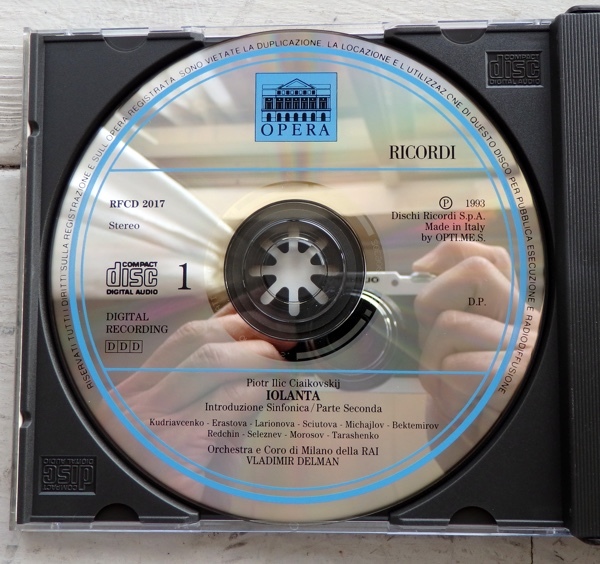 RISERVATI TUTTI I DIRITTI SULLA REGISTRAZIONE E SULL'OPERA REGISTRATA. SONO VIETATE LA DUPLICAZIONE, LA LOCAZIONE E L'UTILIZZAZIONE DI QUESTO DISCO PER PUBBLICA ESECUZIONE E RADIODIFFUSIONE
OPERA
RICORDI
COMPACT
disc
DIGITAL AUDIO
RFCD 2017
Stereo
COMPACT
disc
DIGITAL AUDIO
1
DIGITAL
RECORDING
DDD
Ⓟ 1993
Dischi Ricordi S.p.A.
Made in Italy
by OPTI.ME.S.
D.P.
Piotr Ilic Ciaikovskij
IOLANTA
Introduzione Sinfonica/Parte Seconda
Kudriavcenko - Erastova - Larionova - Sciutova - Michajlov - Bektemirov
Redchin - Seleznev - Morosov - Tarashenko
Orchestra e Coro di Milano della RAI
VLADIMIR DELMAN
COMPACT
disc
DIGITAL AUDIO